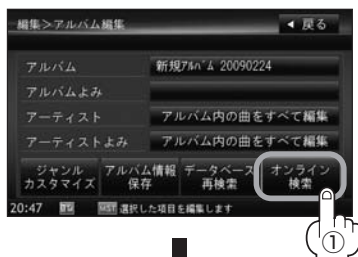 編集>アルバム編集 ◀ 戻る
アルバム 新規ｱﾙﾊﾞﾑ 20090224
アルバムよみ
アーティスト アルバム内の曲をすべて編集
アーティストよみ アルバム内の曲をすべて編集
ジャンル アルバム情報 データベース オンライン
カスタマイズ 保存 再検索 検索
20:47 MST 選択した項目を編集します
①